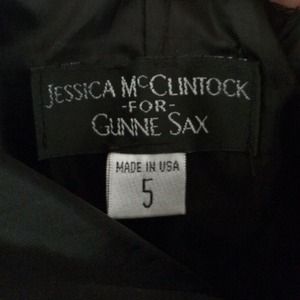 JESSICA MCCLINTOCK
-FOR-
GUNNE SAX
MADE IN USA
5